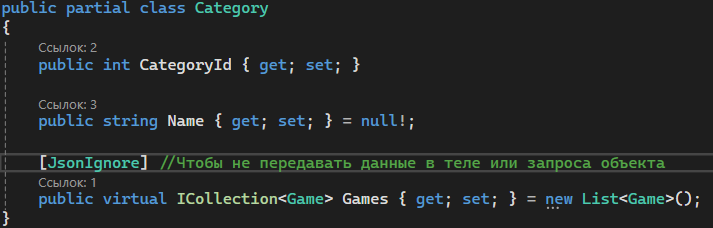 public partial class Category
{
Ссылок: 2
public int CategoryId { get; set; }
Ссылок: 3
public string Name { get; set; } = null!;
[JsonIgnore] //Чтобы не передавать данные в теле или запроса объекта
Ссылок: 1
public virtual ICollection<Game> Games { get; set; } = new List<Game>();
}